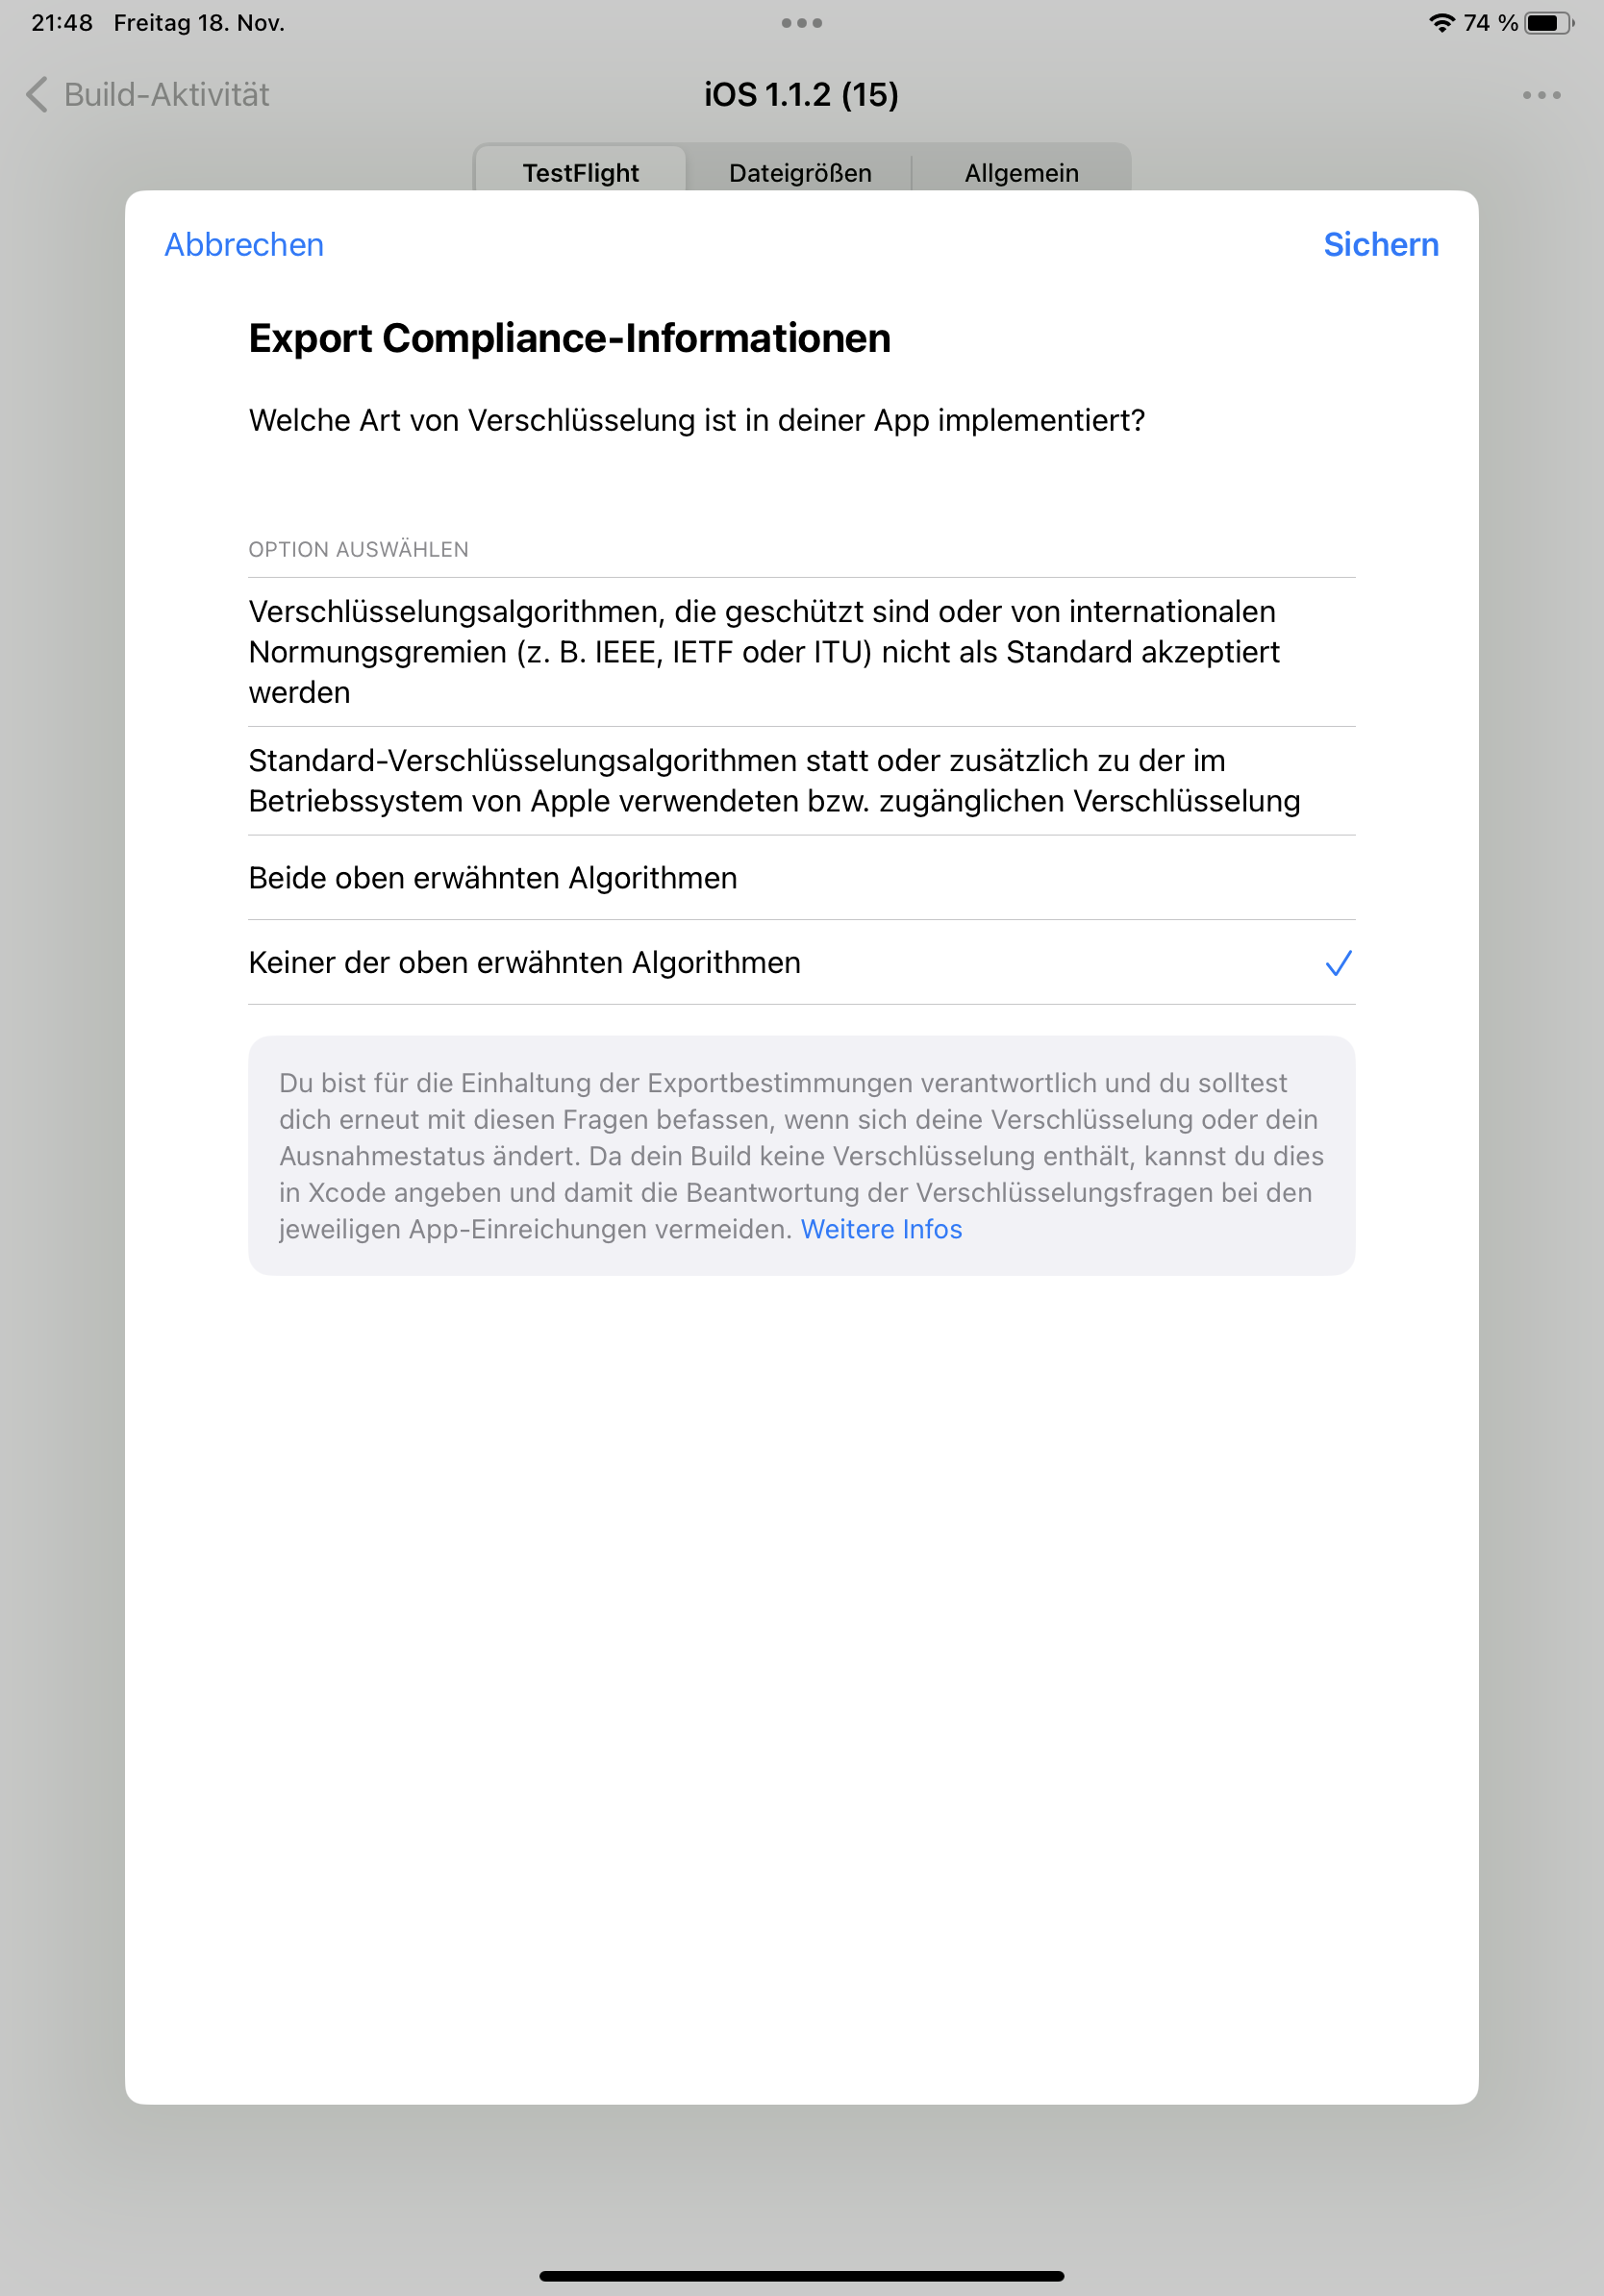 21:48 Freitag 18. Nov.
74 %
Build-Aktivität
iOS 1.1.2 (15)
TestFlight
Dateigrößen
Allgemein
Abbrechen
Sichern
Export Compliance-Informationen
Welche Art von Verschlüsselung ist in deiner App implementiert?
OPTION AUSWÄHLEN
Verschlüsselungsalgorithmen, die geschützt sind oder von internationalen
Normungsgremien (z. B. IEEE, IETF oder ITU) nicht als Standard akzeptiert
werden
Standard-Verschlüsselungsalgorithmen statt oder zusätzlich zu der im
Betriebssystem von Apple verwendeten bzw. zugänglichen Verschlüsselung
Beide oben erwähnten Algorithmen
Keiner der oben erwähnten Algorithmen
Du bist für die Einhaltung der Exportbestimmungen verantwortlich und du solltest
dich erneut mit diesen Fragen befassen, wenn sich deine Verschlüsselung oder dein
Ausnahmestatus ändert. Da dein Build keine Verschlüsselung enthält, kannst du dies
in Xcode angeben und damit die Beantwortung der Verschlüsselungsfragen bei den
jeweiligen App-Einreichungen vermeiden. Weitere Infos